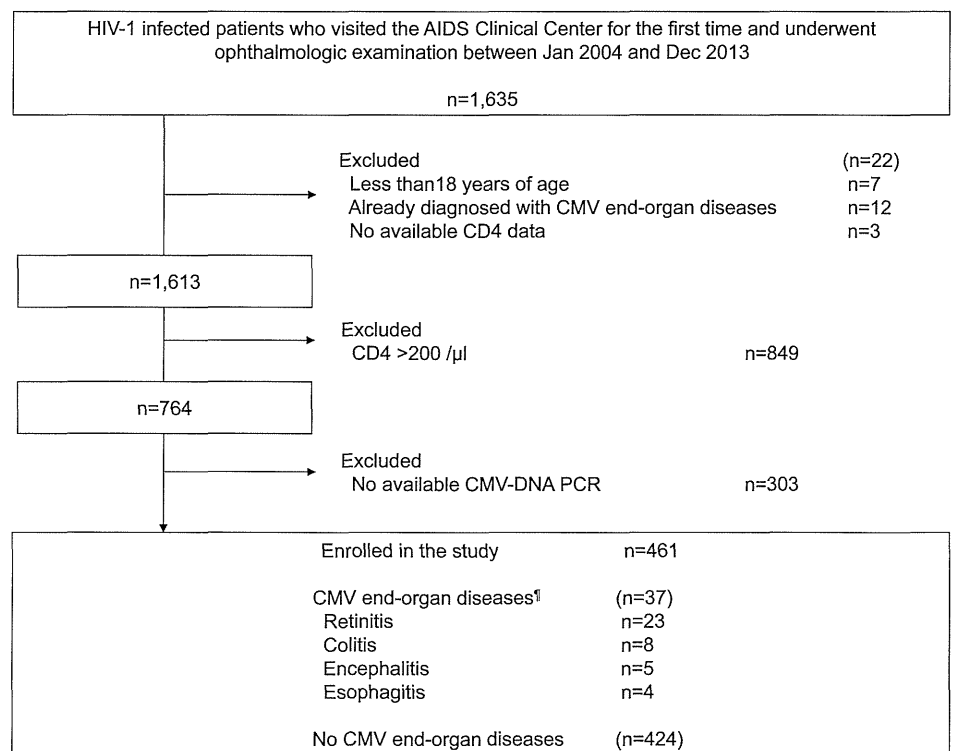 HIV-1 infected patients who visited the AIDS Clinical Center for the first time and underwent
ophthalmologic examination between Jan 2004 and Dec 2013
n=1,635
Excluded (n=22)
Less than18 years of age n=7
Already diagnosed with CMV end-organ diseases n=12
No available CD4 data n=3
n=1,613
Excluded
CD4 >200 /µl n=849
n=764
Excluded
No available CMV-DNA PCR n=303
Enrolled in the study n=461
CMV end-organ diseases¶ (n=37)
Retinitis n=23
Colitis n=8
Encephalitis n=5
Esophagitis n=4
No CMV end-organ diseases (n=424)